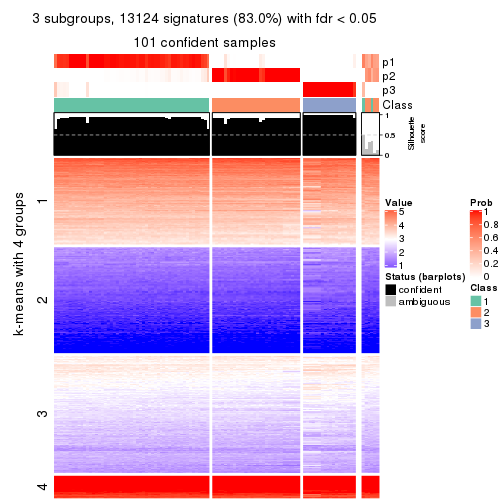 3 subgroups, 13124 signatures (83.0%) with fdr < 0.05
101 confident samples
p1
p2
p3
Class
1
0.5
0
Silhouette
score
k-means with 4 groups
1
2
3
4
Value
5
4
3
2
1
Status (barplots)
confident
ambiguous
Prob
1
0.8
0.6
0.4
0.2
0
Class
1
2
3